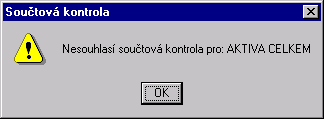 Součtová kontrola
Nesouhlasí součtová kontrola pro: AKTIVA CELKEM
OK